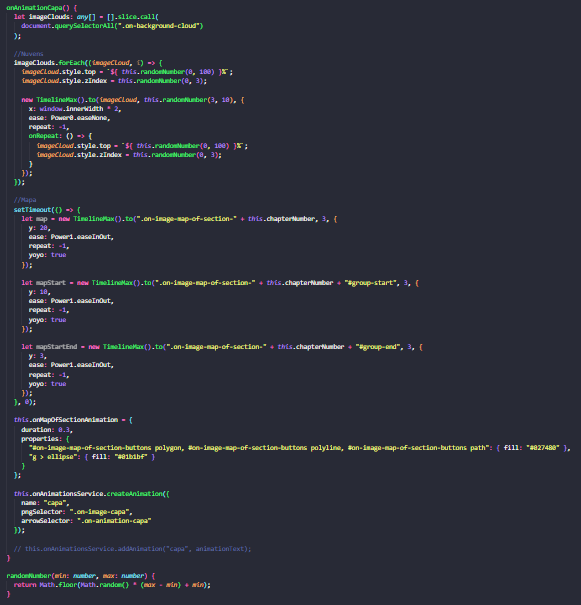 onAnimationCapa() {
let imageClouds: any[] = [].slice.call(
document.querySelectorAll(".on-background-cloud")
);
//Nuvens
imageClouds.forEach((imageCloud, i) => {
imageCloud.style.top = `${ this.randomNumber(0, 100) }%`;
imageCloud.style.zIndex = this.randomNumber(0, 3);
new TimelineMax().to(imageCloud, this.randomNumber(3, 10), {
x: window.innerWidth * 2,
ease: Power0.easeNone,
repeat: -1,
onRepeat: () => {
imageCloud.style.top = `${ this.randomNumber(0, 100) }%`;
imageCloud.style.zIndex = this.randomNumber(0, 3);
}
});
});
//Mapa
setTimeout(() => {
let map = new TimelineMax().to(".on-image-map-of-section-" + this.chapterNumber, 3, {
y: 20,
ease: Power1.easeInOut,
repeat: -1,
yoyo: true
});
let mapStart = new TimelineMax().to(".on-image-map-of-section-" + this.chapterNumber + "#group-start", 3, {
y: 10,
ease: Power1.easeInOut,
repeat: -1,
yoyo: true
});
let mapStartEnd = new TimelineMax().to(".on-image-map-of-section-" + this.chapterNumber + "#group-end", 3, {
y: 3,
ease: Power1.easeInOut,
repeat: -1,
yoyo: true
});
}, 0);
this.onMapOfSectionAnimation = {
duration: 0.3,
properties: {
"#on-image-map-of-section-buttons polygon, #on-image-map-of-section-buttons polyline, #on-image-map-of-section-buttons path": { fill: "#027480" },
"g > ellipse": { fill: "#01b1bf" }
}
};
this.onAnimationsService.createAnimation({
name: "capa",
pngSelector: ".on-image-capa",
arrowSelector: ".on-animation-capa"
});
// this.onAnimationsService.addAnimation("capa", animationText);
}
randomNumber(min: number, max: number) {
return Math.floor(Math.random() * (max - min) + min);
}